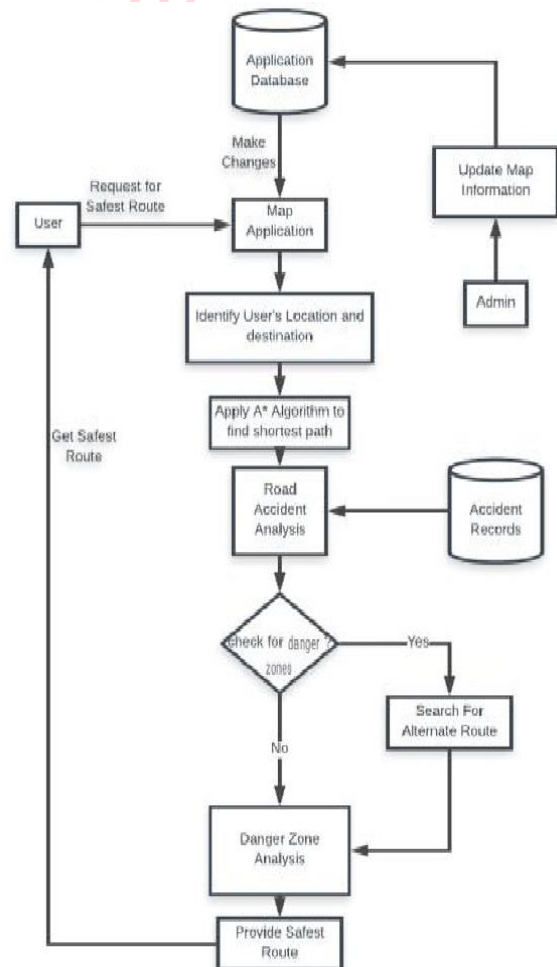 Application
Database
Make
Changes
Update Map
Information
Request for
Safest Route
User
Map
Application
Admin
Identify User's Location and
destination
Apply A* Algorithm to
find shortest path
Get Safest
Route
Road
Accident
Analysis
Accident
Records
check for danger ?
zones
Yes
Search For
Alternate Route
No
Danger Zone
Analysis
Provide Safest
Route